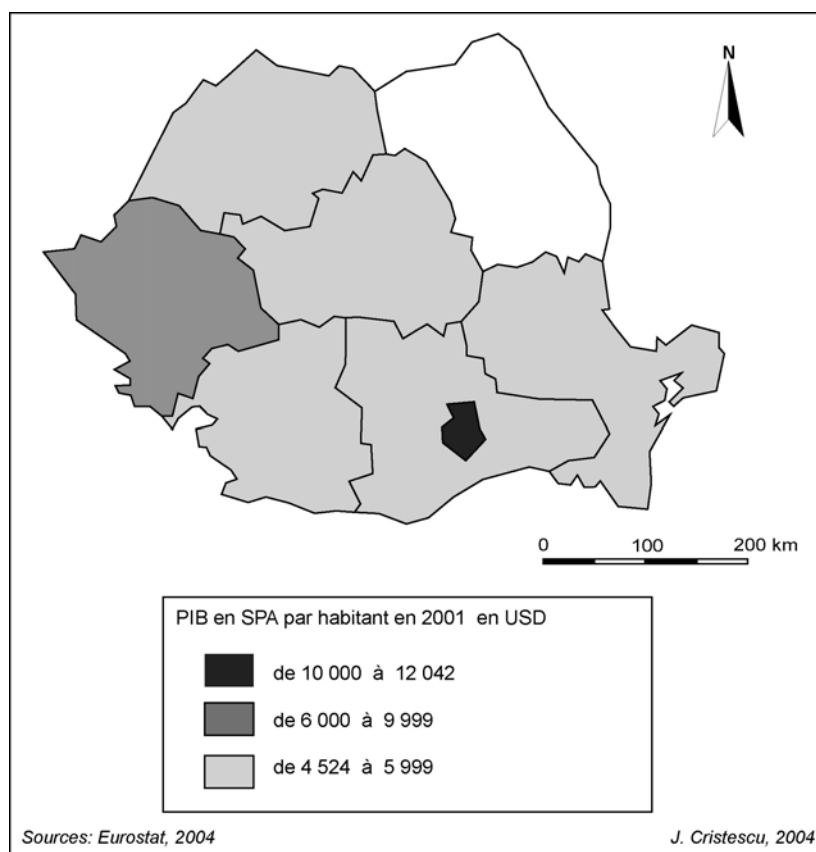 N
0 100 200 km
PIB en SPA par habitant en 2001 en USD
de 10 000 à 12 042
de 6 000 à 9 999
de 4 524 à 5 999
Sources: Eurostat, 2004 J. Cristescu, 2004